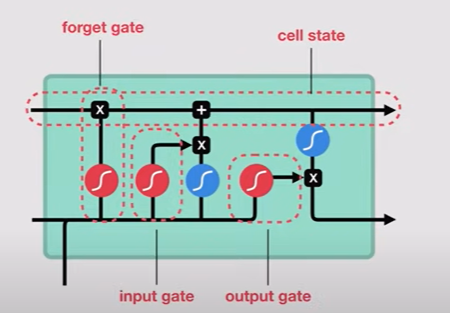 forget gate
cell state
x
+
x
x
input gate
output gate